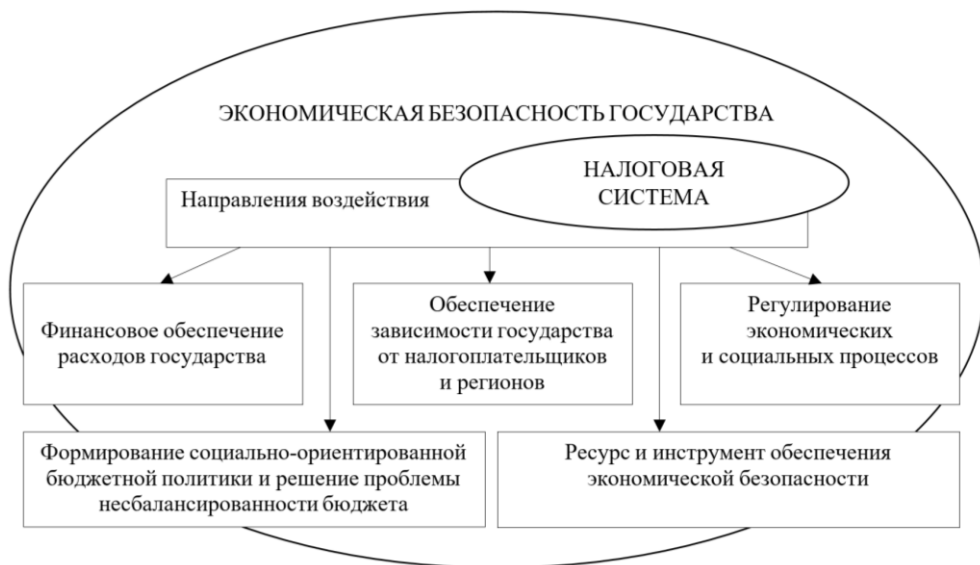 ЭКОНОМИЧЕСКАЯ БЕЗОПАСНОСТЬ ГОСУДАРСТВА
НАЛОГОВАЯ
СИСТЕМА
Направления воздействия
Финансовое обеспечение
расходов государства
Обеспечение
зависимости государства
от налогоплательщиков
и регионов
Регулирование
экономических
и социальных процессов
Формирование социально-ориентированной
бюджетной политики и решение проблемы
несбалансированности бюджета
Ресурс и инструмент обеспечения
экономической безопасности